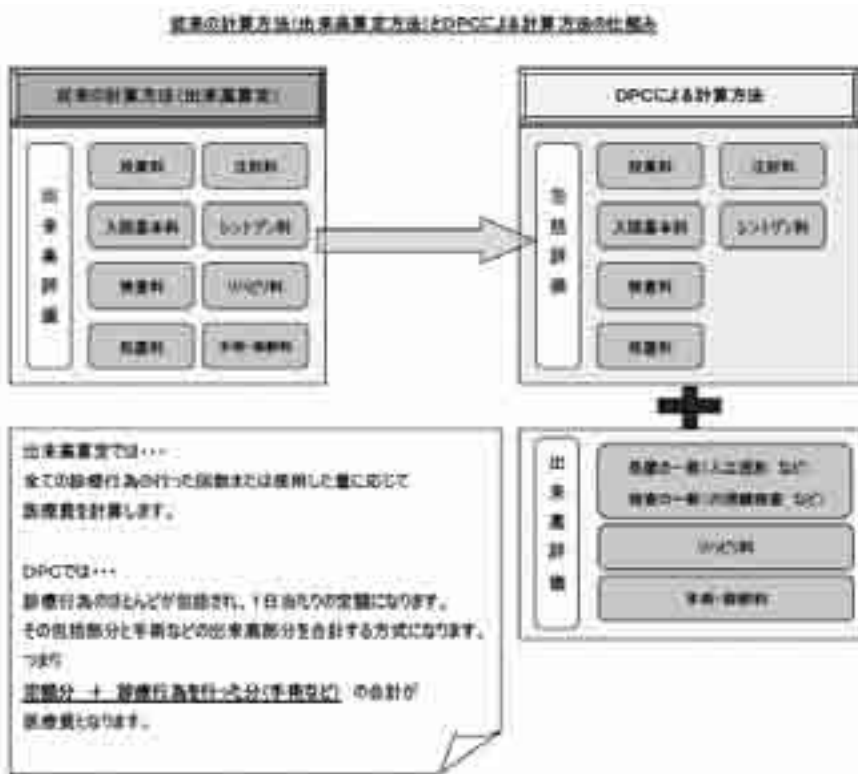 従来の計算方法(出来高算定方法)とDPCによる計算方法の仕組み
従来の計算方法(出来高算定)
出来高評価
投薬料
注射料
入院基本料
レントゲン料
検査料
リハビリ料
処置料
手術・麻酔料
DPCによる計算方法
包括評価
投薬料
注射料
入院基本料
レントゲン料
検査料
処置料
出来高評価
処置の一部(人工透析 など)
検査の一部(内視鏡検査 など)
リハビリ料
手術・麻酔料
出来高算定では・・・
全ての診療行為の行った回数または使用した量に応じて
医療費を計算します。
DPCでは・・・
診療行為のほとんどが包括され、1日当たりの定額になります。
その包括部分と手術などの出来高部分を合計する方式になります。
つまり
定額分 + 診療行為を行った分(手術など) の合計が
医療費となります。